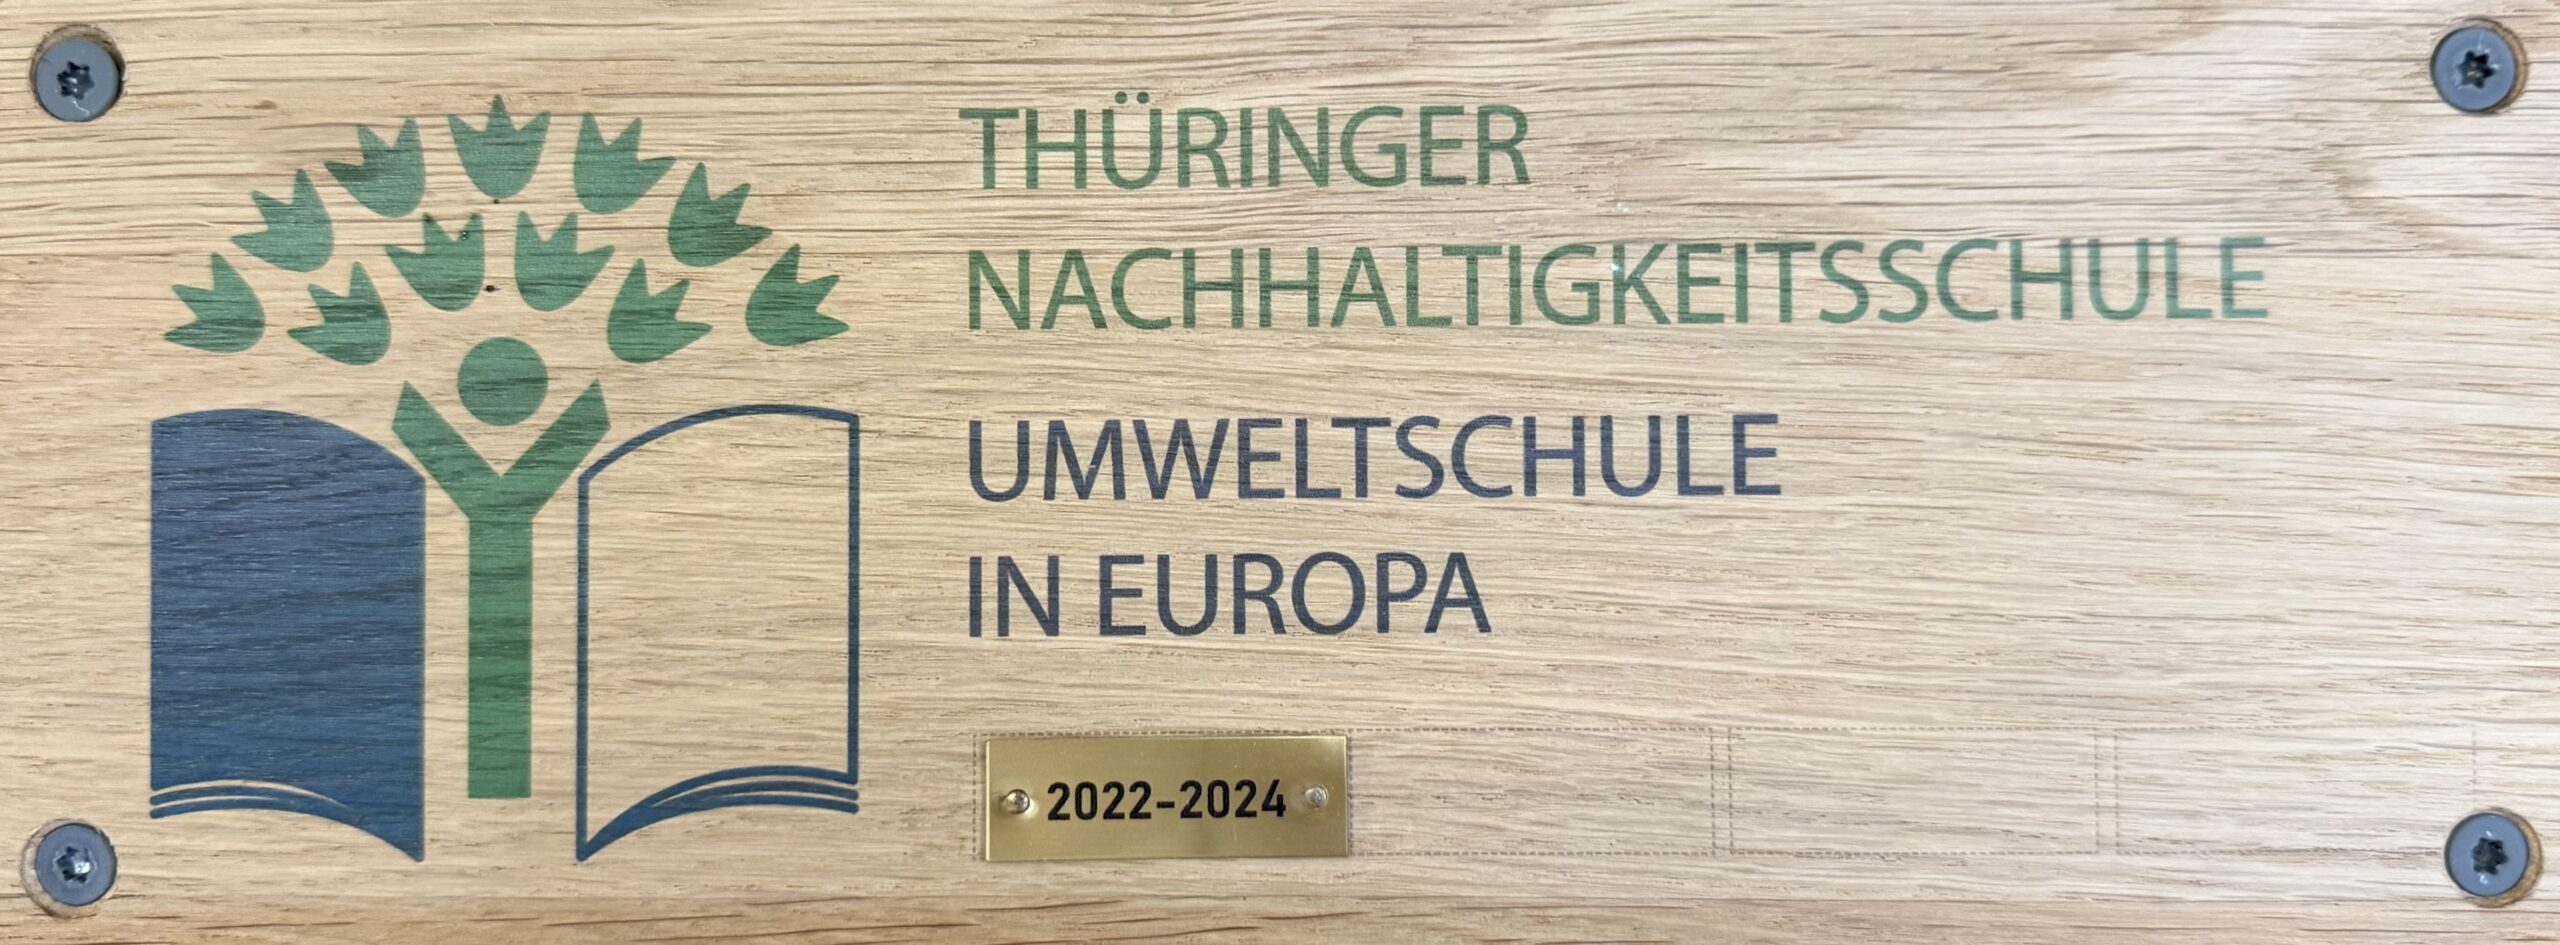 THÜRINGER
NACHHALTIGKEITSSCHULE
UMWELTSCHULE
IN EUROPA
2022-2024